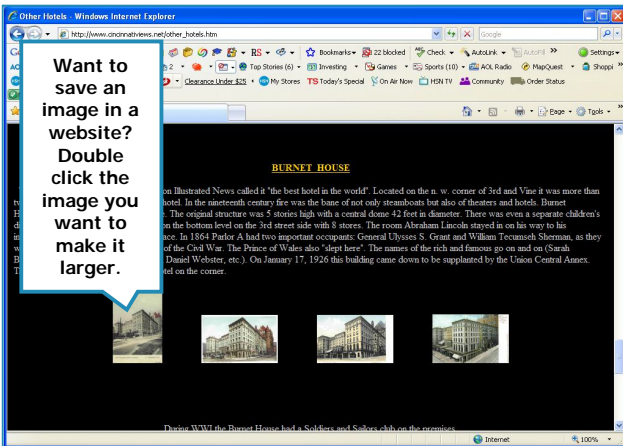 Other Hotels - Windows Internet Explorer
http://www.cincinnativiews.net/other_hotels.htm
Google
RS
Bookmarks
22 blocked
Check
AutoLink
AutoFill
Settings
2
Top Stories (6)
Investing
Games
Sports (10)
AOL Radio
MapQuest
Shoppi
Clearance Under $25
My Stores
TS Today's Special
On Air Now
HSN TV
Community
Order Status
Page
Tools
Want to
save an
image in a
website?
Double
click the
image you
want to
make it
larger.
BURNET HOUSE
on Illustrated News called it "the best hotel in the world". Located on the n. w. corner of 3rd and Vine it was more than
hotel. In the nineteenth century fire was the bane of not only steamboats but also of theaters and hotels. Burnet
e. The original structure was 5 stories high with a central dome 42 feet in diameter. There was even a separate children's
on the bottom level on the 3rd street side with 8 stores. The room Abraham Lincoln stayed in on his way to his
ace. In 1864 Parlor A had two important occupants: General Ulysses S. Grant and William Tecumseh Sherman, as they
of the Civil War. The Prince of Wales also "slept here". The names of the rich and famous go on and on (Sarah
Daniel Webster, etc.). On January 17, 1926 this building came down to be supplanted by the Union Central Annex.
tel on the corner.
During WWI the Burnet House had a Soldiers and Sailors club on the premises
Internet
100%